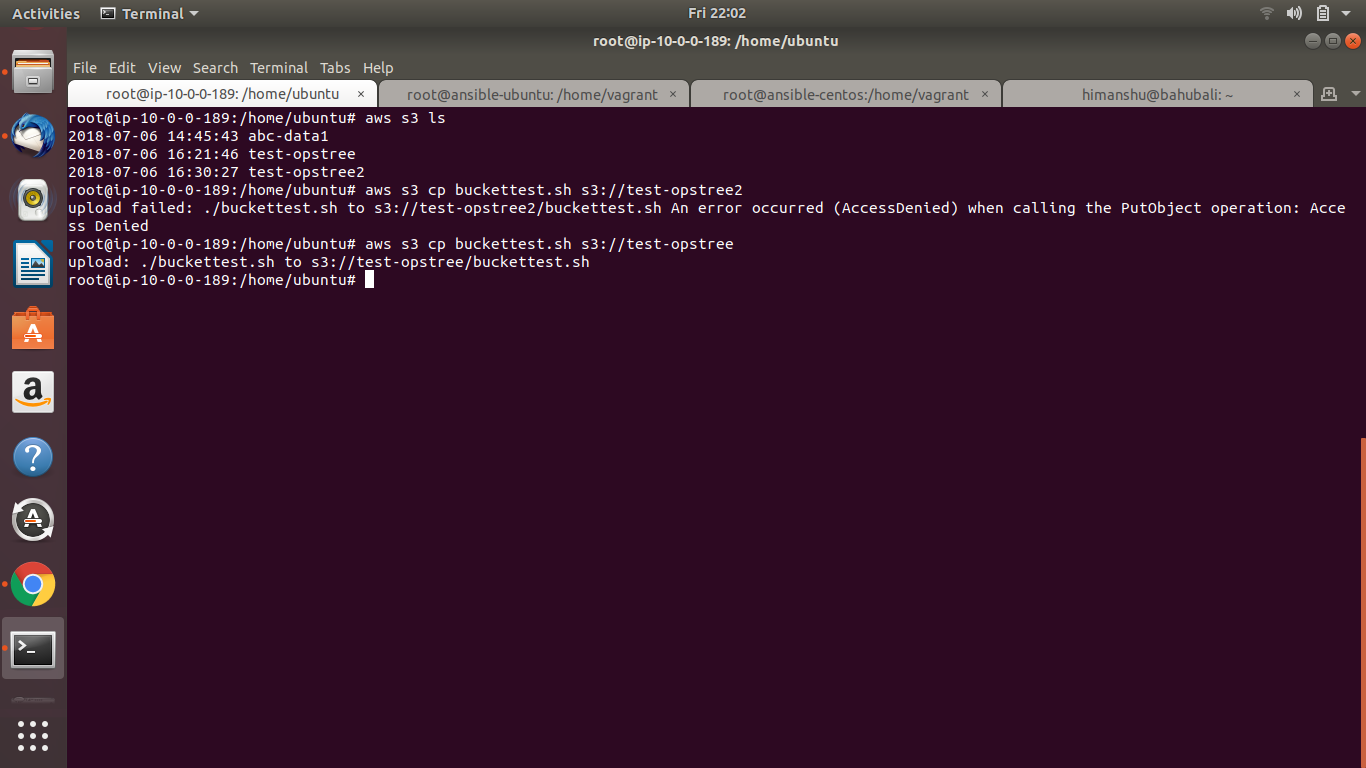 Activities Terminal Fri 22:02
root@ip-10-0-0-189: /home/ubuntu
File Edit View Search Terminal Tabs Help
root@ip-10-0-0-189: /home/ubuntu × root@ansible-ubuntu: /home/vagrant × root@ansible-centos:/home/vagrant × himanshu@bahubali: ~ ×
root@ip-10-0-0-189:/home/ubuntu# aws s3 ls
2018-07-06 14:45:43 abc-data1
2018-07-06 16:21:46 test-opstree
2018-07-06 16:30:27 test-opstree2
root@ip-10-0-0-189:/home/ubuntu# aws s3 cp buckettest.sh s3://test-opstree2
upload failed: ./buckettest.sh to s3://test-opstree2/buckettest.sh An error occurred (AccessDenied) when calling the PutObject operation: Acce
ss Denied
root@ip-10-0-0-189:/home/ubuntu# aws s3 cp buckettest.sh s3://test-opstree
upload: ./buckettest.sh to s3://test-opstree/buckettest.sh
root@ip-10-0-0-189:/home/ubuntu#